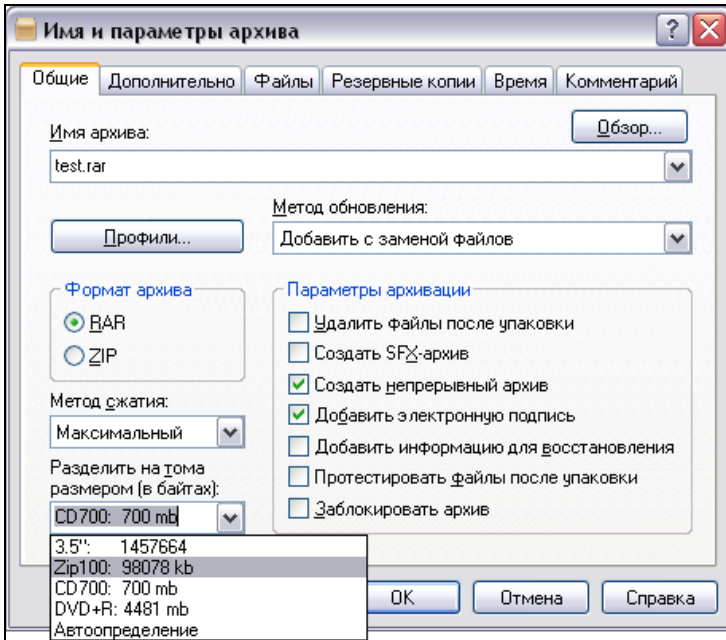 Имя и параметры архива
?
Общие
Дополнительно
Файлы
Резервные копии
Время
Комментарий
Имя архива:
Обзор...
test.rar
Профили...
Метод обновления:
Добавить с заменой файлов
Формат архива
RAR
ZIP
Метод сжатия:
Максимальный
Разделить на тома
размером (в байтах):
CD700: 700 mb
3.5": 1457664
Zip100: 98078 kb
CD700: 700 mb
DVD+R: 4481 mb
Автоопределение
Параметры архивации
Удалить файлы после упаковки
Создать SFX-архив
Создать непрерывный архив
Добавить электронную подпись
Добавить информацию для восстановления
Протестировать файлы после упаковки
Заблокировать архив
OK
Отмена
Справка